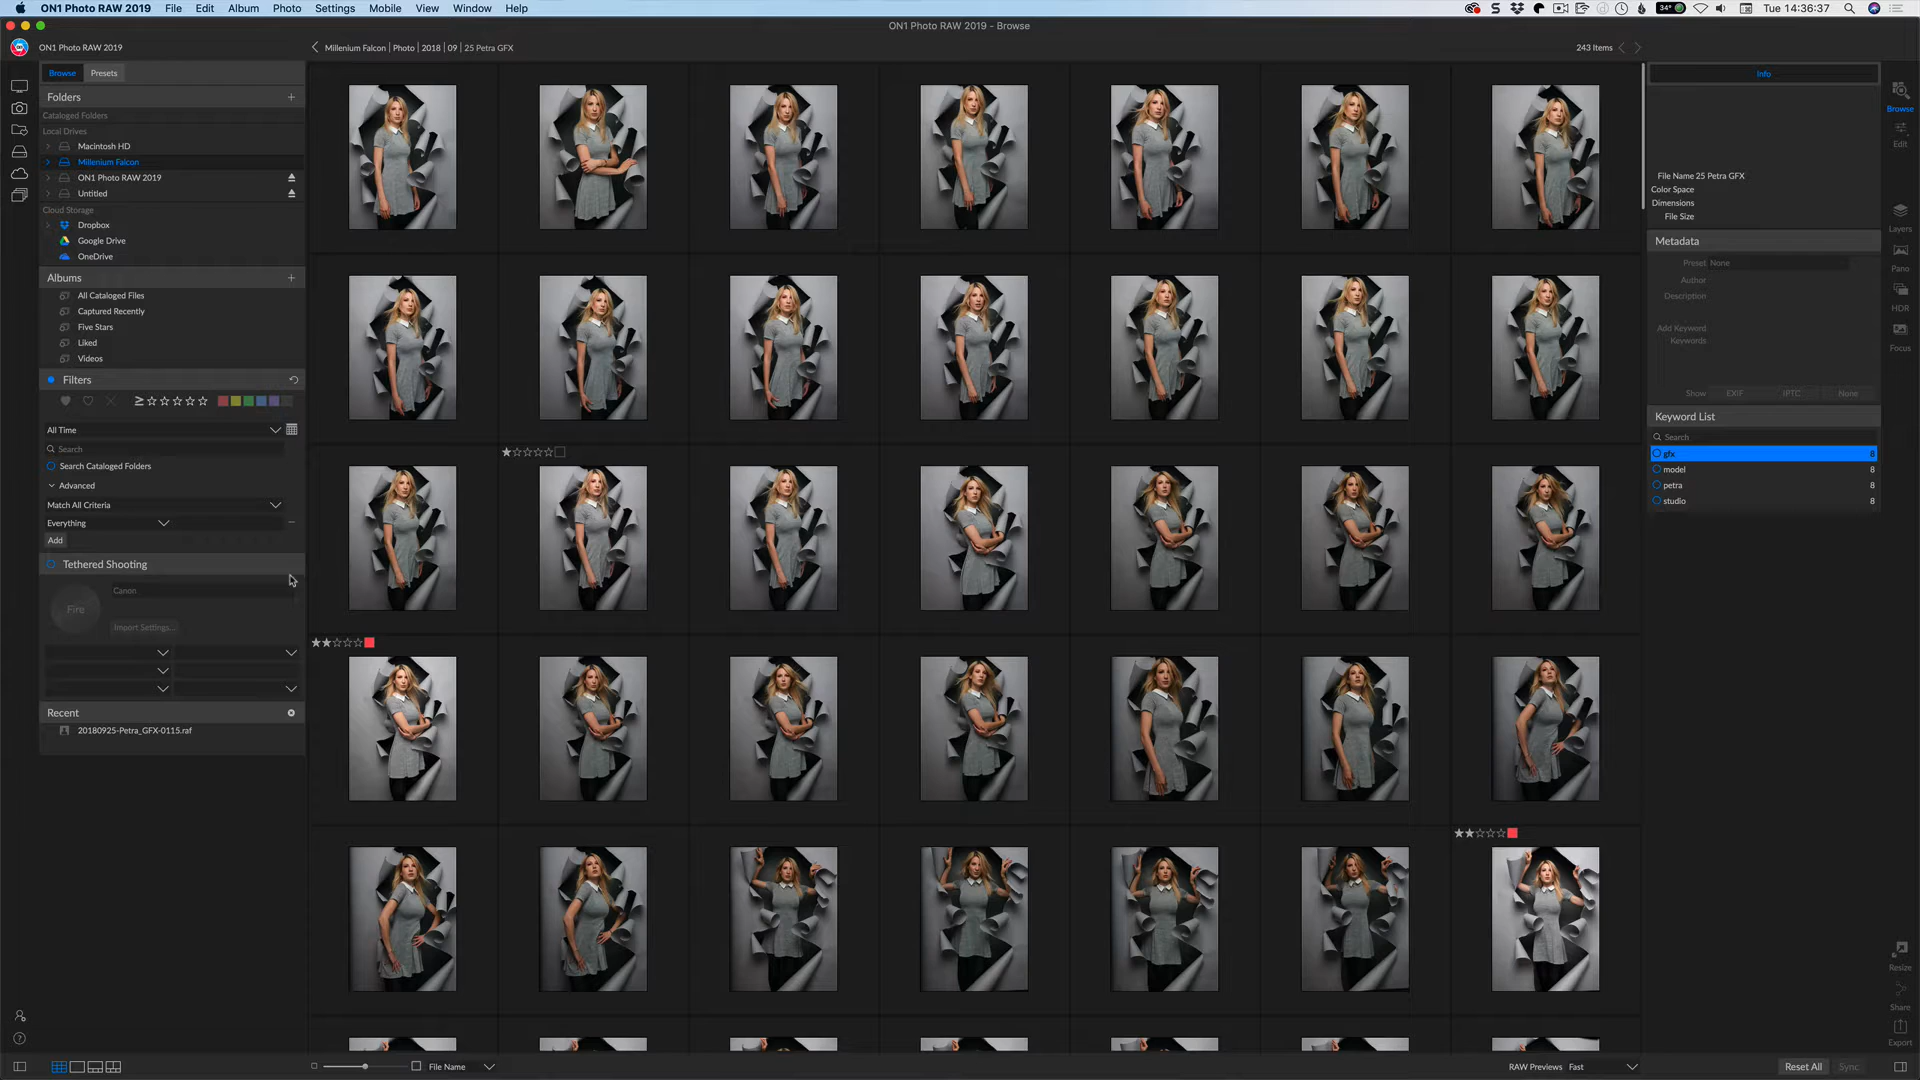 ON1 Photo RAW 2019 File Edit Album Photo Settings Mobile View Window Help
34° Tue 14:36:37
ON1 Photo RAW 2019 - Browse
ON1 Photo RAW 2019
Millenium Falcon | Photo | 2018 | 09 | 25 Petra GFX
243 Items
Browse Presets
Folders
Cataloged Folders
Local Drives
Macintosh HD
Millenium Falcon
ON1 Photo RAW 2019
Untitled
Cloud Storage
Dropbox
Google Drive
OneDrive
Albums
All Cataloged Files
Captured Recently
Five Stars
Liked
Videos
Filters
All Time
Search
Search Cataloged Folders
Advanced
Match All Criteria
Everything
Add
Tethered Shooting
Canon
Fire
Import Settings...
Recent
20180925-Petra_GFX-0115.raf
File Name
RAW Previews Fast
Info
File Name 25 Petra GFX
Color Space
Dimensions
File Size
Metadata
Preset None
Author
Description
Add Keyword
Keywords
Show EXIF IPTC None
Keyword List
Search
gfx 8
model 8
petra 8
studio 8
Browse
Edit
Layers
Pano
HDR
Focus
Resize
Share
Export
Reset All Sync